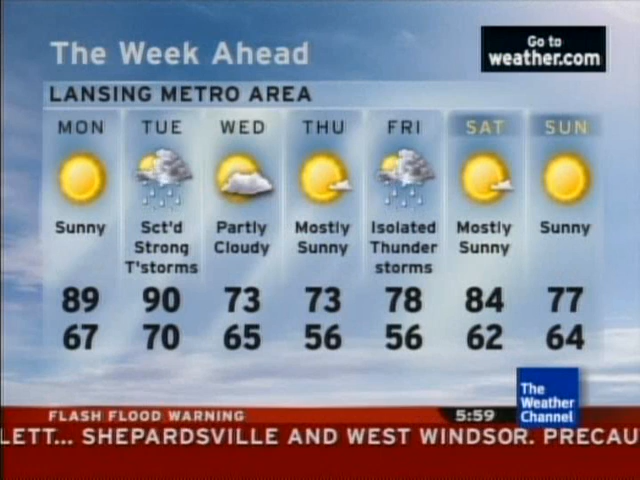 The Week Ahead
Go to
weather.com
LANSING METRO AREA
MON TUE WED THU FRI SAT SUN
Sunny
Sct'd
Strong
T'storms
Partly
Cloudy
Mostly
Sunny
Isolated
Thunder
storms
Mostly
Sunny
Sunny
89 90 73 73 78 84 77
67 70 65 56 56 62 64
The
Weather
Channel
FLASH FLOOD WARNING 5:59
LETT... SHEPARDSVILLE AND WEST WINDSOR. PRECAU